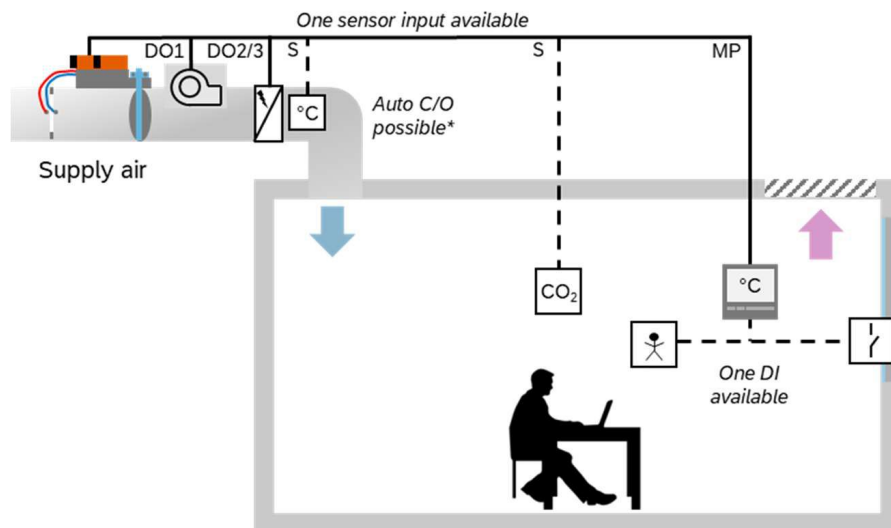 One sensor input available
DO1 DO2/3 S S MP
°C
Auto C/O
possible*
Supply air
CO₂
°C
One DI
available